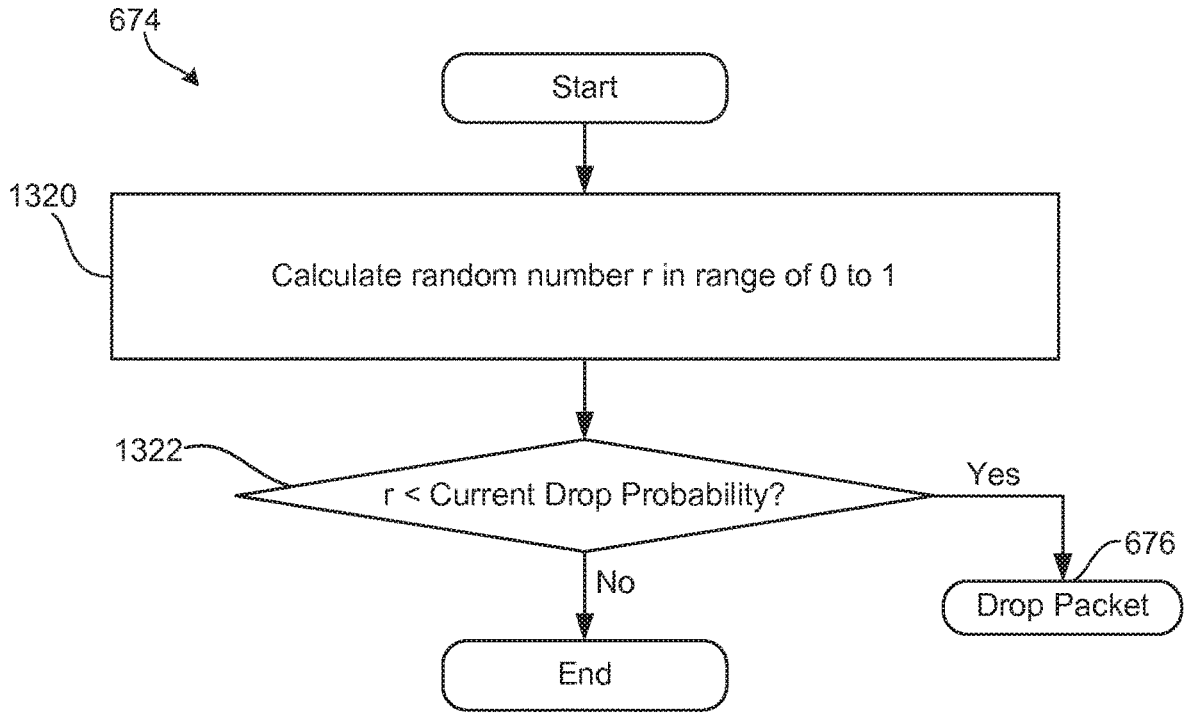 674
Start
1320
Calculate random number r in range of 0 to 1
1322
r < Current Drop Probability?
Yes
676
No
Drop Packet
End